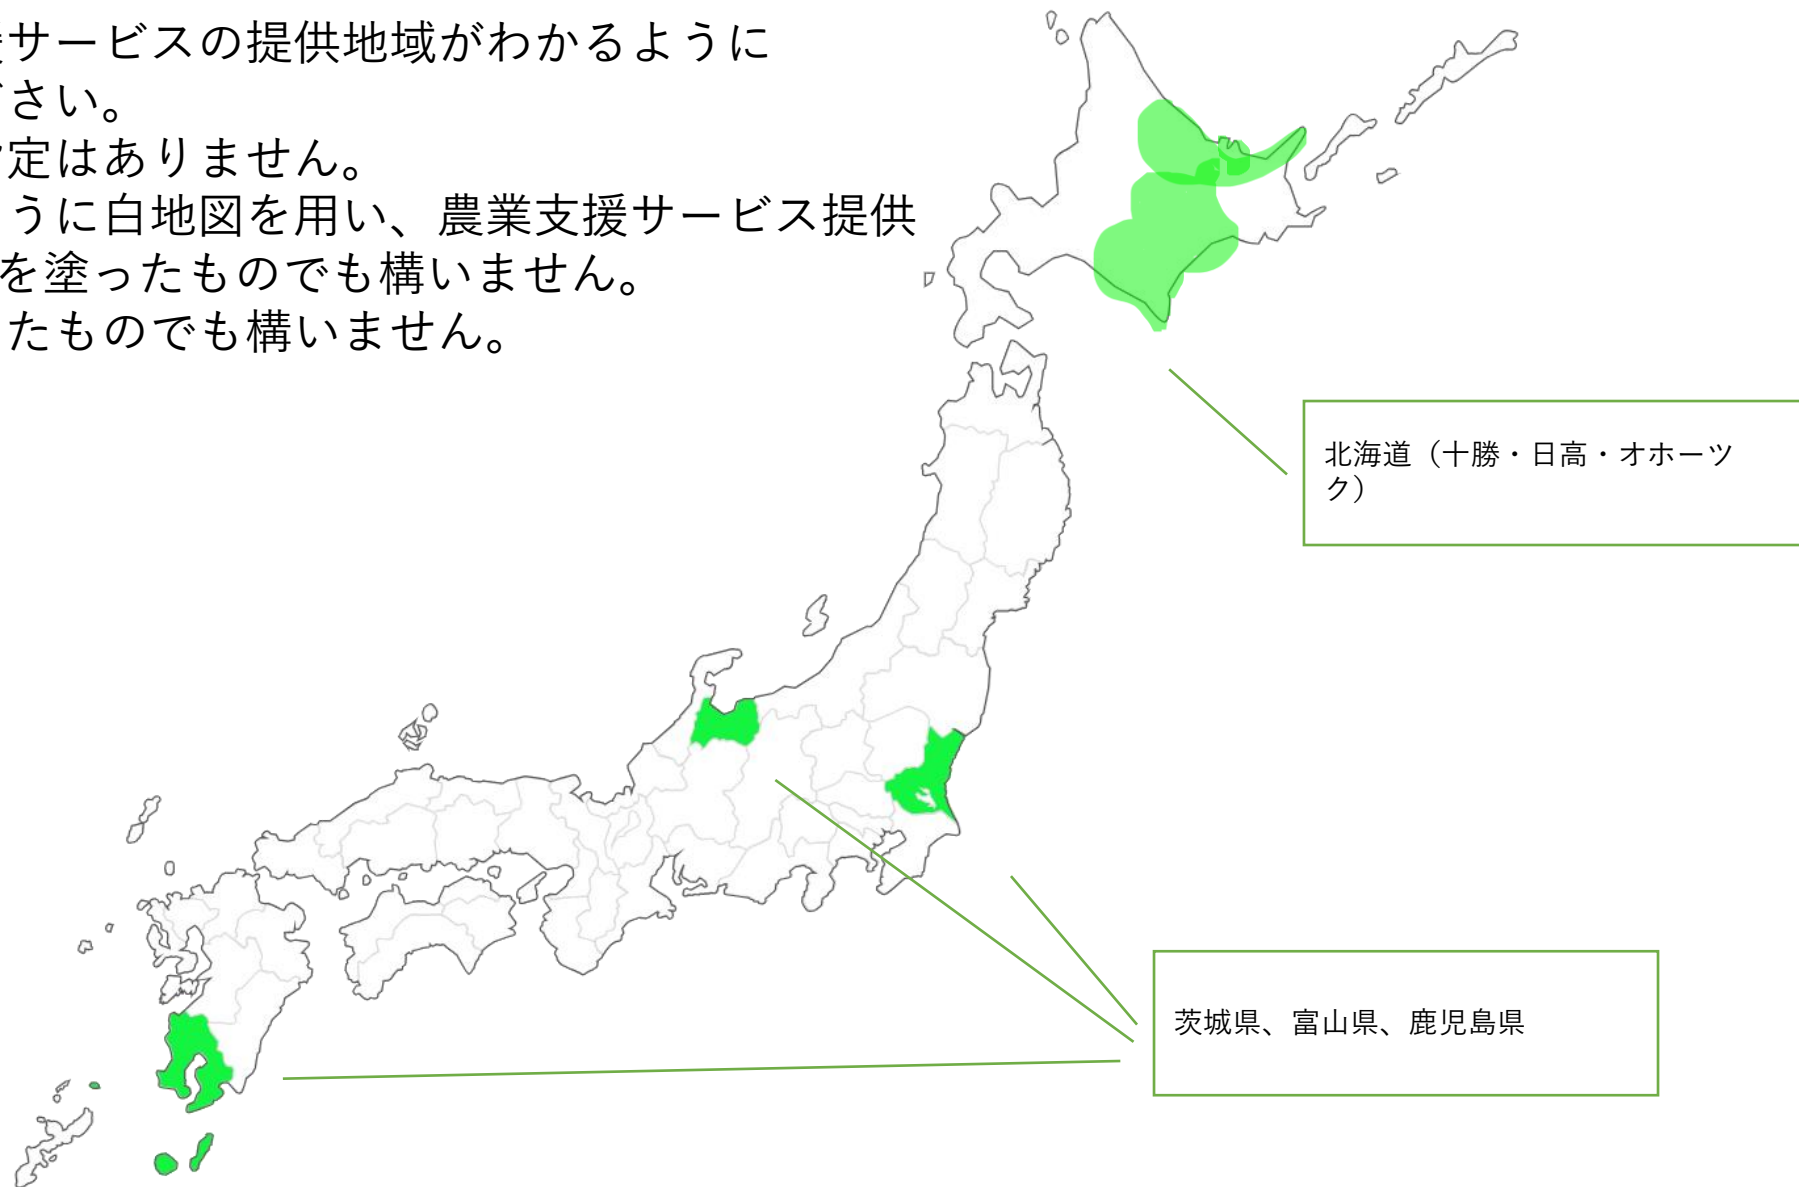 サービスの提供地域がわかるように
さい。
定はありません。
うに白地図を用い、農業支援サービス提供
を塗ったものでも構いません。
たものでも構いません。
北海道（十勝・日高・オホーツ
ク）
茨城県、富山県、鹿児島県